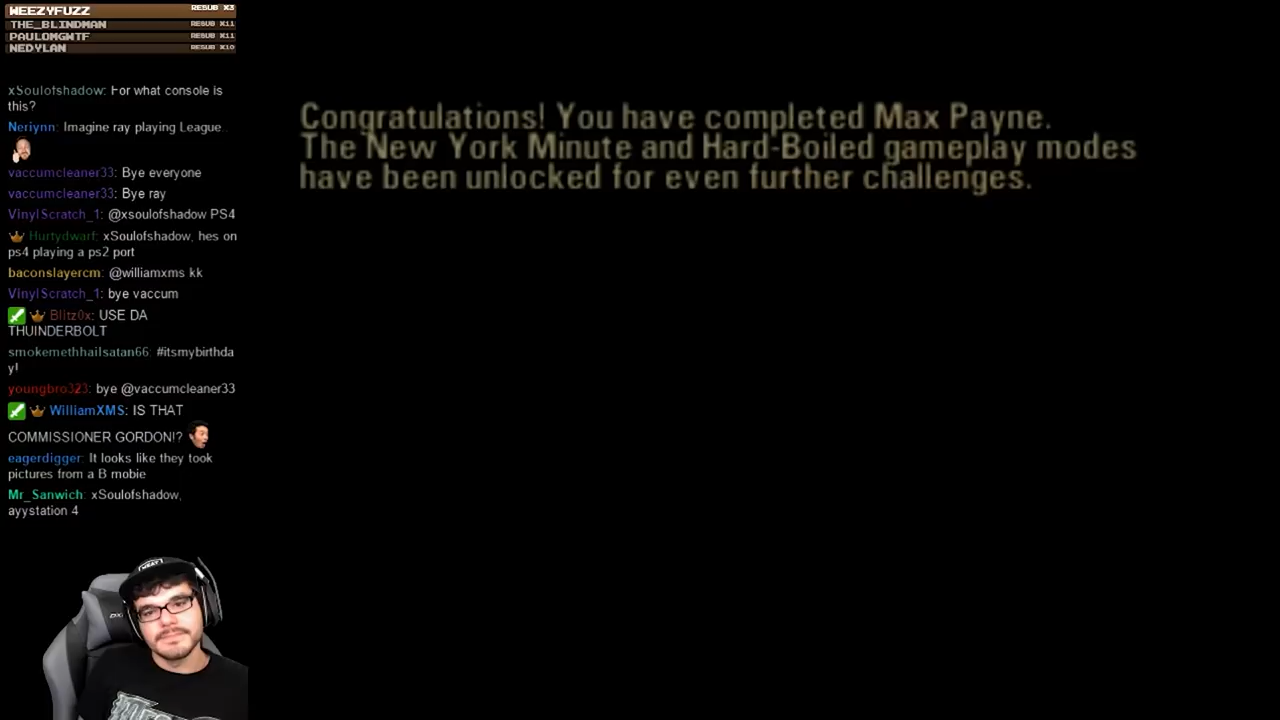 WEEZYFUZZ RESUB X3
THE_BLINDMAN RESUB X11
PAULOMGWTF RESUB X11
NEDYLAN RESUB X10
xSoulofshadow: For what console is
this?
Neriynn: Imagine ray playing League
vaccumcleaner33: Bye everyone
vaccumcleaner33: Bye ray
VinylScratch_1: @xsoulofshadow PS4
Hurtydwarf: xSoulofshadow, hes on
ps4 playing a ps2 port
baconslayercm: @williamxms kk
VinylScratch_1: bye vaccum
Blitz0x: USE DA
THUINDERBOLT
smokemethhailsatan66: #itsmybirthda
y!
youngbro323: bye @vaccumcleaner33
WilliamXMS: IS THAT
COMMISSIONER GORDON!?
eagerdigger: It looks like they took
pictures from a B mobie
Mr_Sanwich: xSoulofshadow,
ayystation 4
Congratulations! You have completed Max Payne.
The New York Minute and Hard-Boiled gameplay modes
have been unlocked for even further challenges.